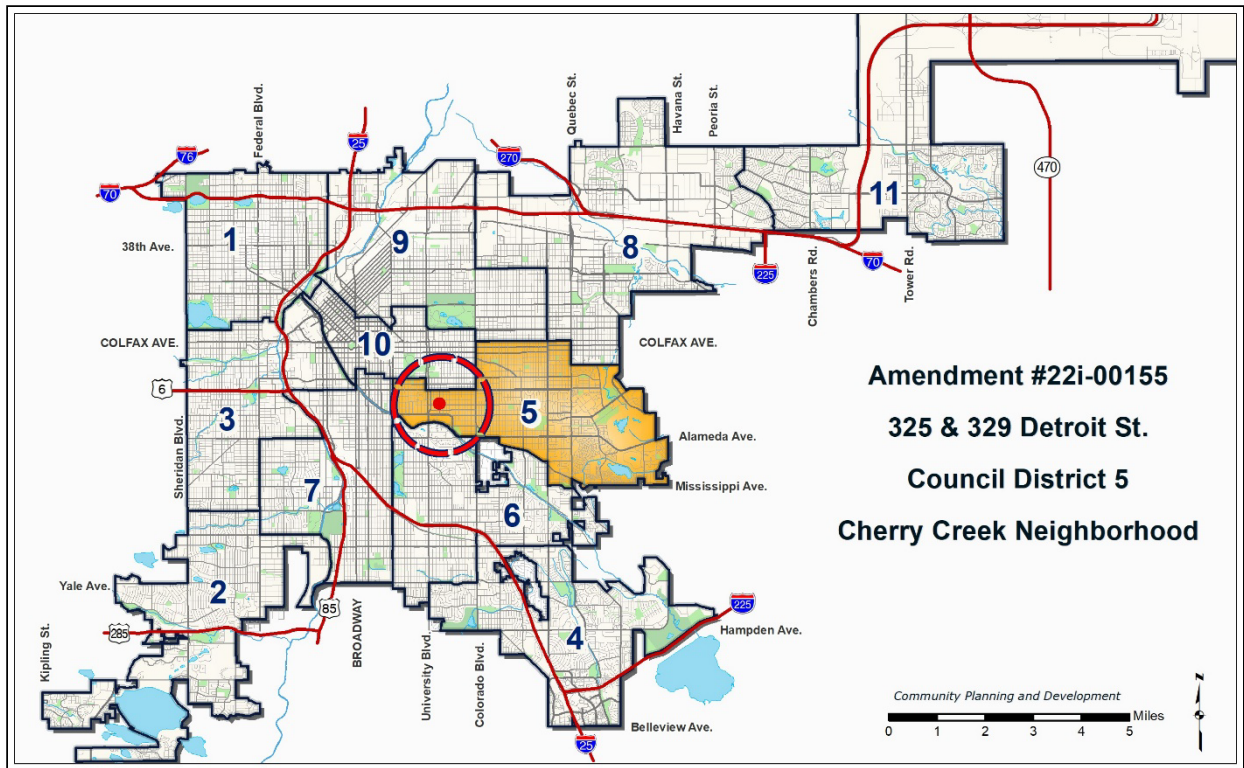 Federal Blvd.
Quebec St.
Havana St.
Peoria St.
76
25
270
70
470
38th Ave.
1
9
8
11
225
70
Chambers Rd.
Tower Rd.
COLFAX AVE.
10
COLFAX AVE.
6
3
5
Sheridan Blvd.
Alameda Ave.
Mississippi Ave.
7
6
Amendment #22i-00155
325 & 329 Detroit St.
Council District 5
Cherry Creek Neighborhood
Yale Ave.
2
85
285
BROADWAY
University Blvd.
Colorado Blvd.
4
225
Hampden Ave.
Kipling St.
Belleview Ave.
25
Community Planning and Development
Miles
0 1 2 3 4 5
N